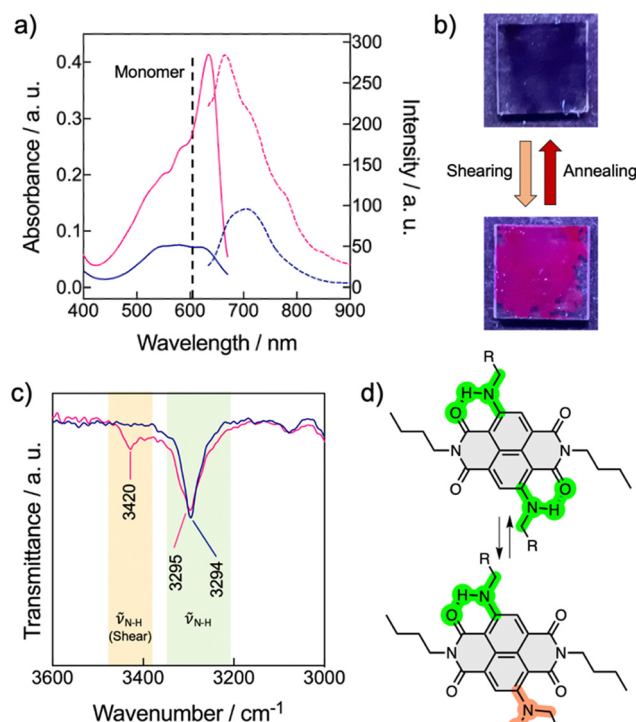 a)
Monomer
Absorbance / a. u.
0.4
0.3
0.2
0.1
0.0
300
250
200
150
100
50
0
Intensity / a. u.
400 500 600 700 800 900
Wavelength / nm
b)
Shearing
Annealing
c)
Transmittance / a. u.
3420
3295
3294
ṽN-H
(Shear)
ṽN-H
3600 3400 3200 3000
Wavenumber / cm-1
d)
R
H N
O O
N N
O O
N H
R
R
H N
O O
N N
O O
N